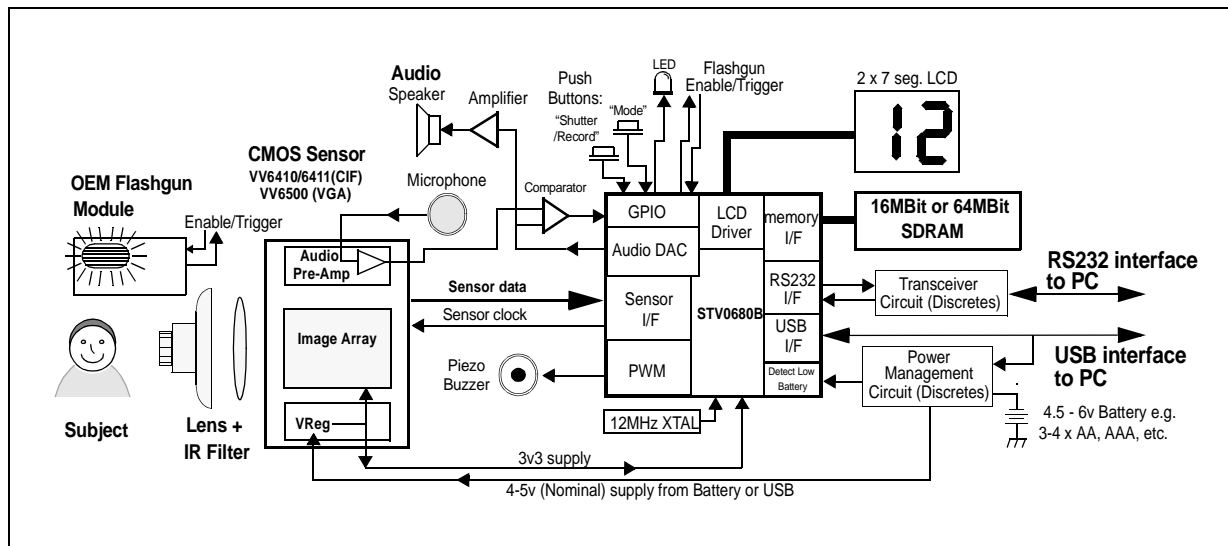 Audio
Speaker
Amplifier
Push
Buttons:
"Shutter
/Record"
"Mode"
LED
Flashgun
Enable/Trigger
2 x 7 seg. LCD
12
CMOS Sensor
VV6410/6411(CIF)
VV6500 (VGA)
Microphone
Comparator
OEM Flashgun
Module
Enable/Trigger
Audio
Pre-Amp
Image Array
VReg
Sensor data
Sensor clock
Piezo
Buzzer
GPIO
Audio DAC
Sensor
I/F
PWM
LCD
Driver
STV0680B
memory
I/F
RS232
I/F
USB
I/F
Detect Low
Battery
16MBit or 64MBit
SDRAM
Transceiver
Circuit (Discretes)
RS232 interface
to PC
USB interface
to PC
Power
Management
Circuit (Discretes)
4.5 - 6v Battery e.g.
3-4 x AA, AAA, etc.
12MHz XTAL
Subject
Lens +
IR Filter
3v3 supply
4-5v (Nominal) supply from Battery or USB